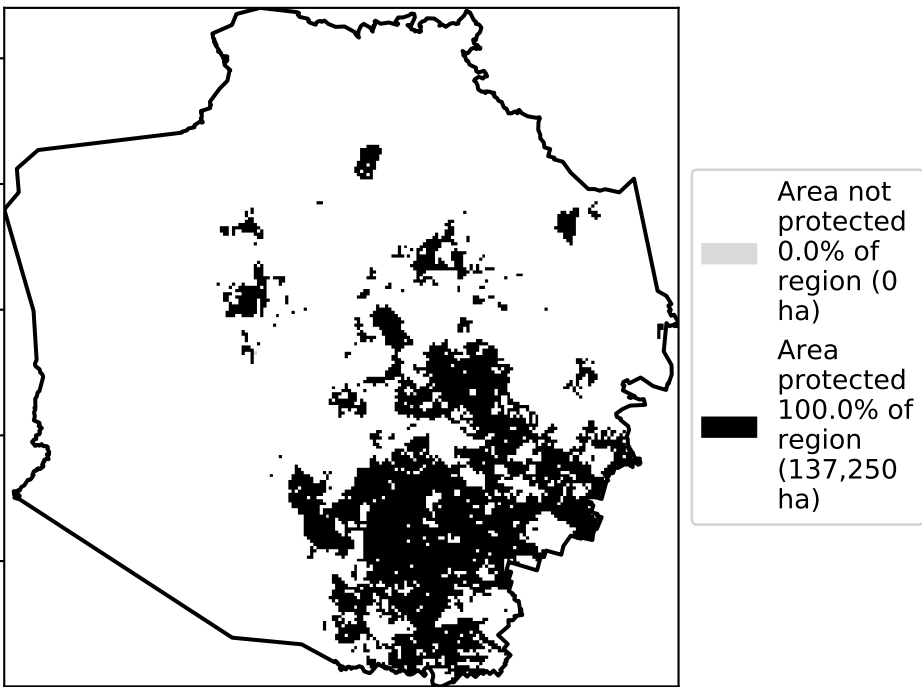 Area not
protected
0.0% of
region (0
ha)
Area
protected
100.0% of
region
(137,250
ha)